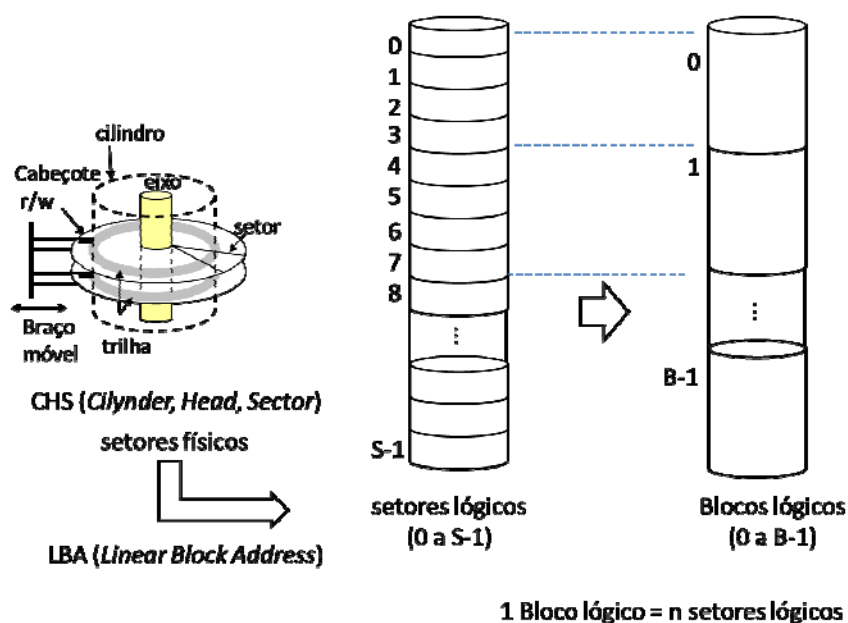 cilindro
Cabeçote
r/w
eixo
setor
Braço
móvel
trilha
CHS (Cilynder, Head, Sector)
setores físicos
LBA (Linear Block Address)
0
1
2
3
4
5
6
7
8
...
S-1
setores lógicos
(0 a S-1)
0
1
...
B-1
Blocos lógicos
(0 a B-1)
1 Bloco lógico = n setores lógicos